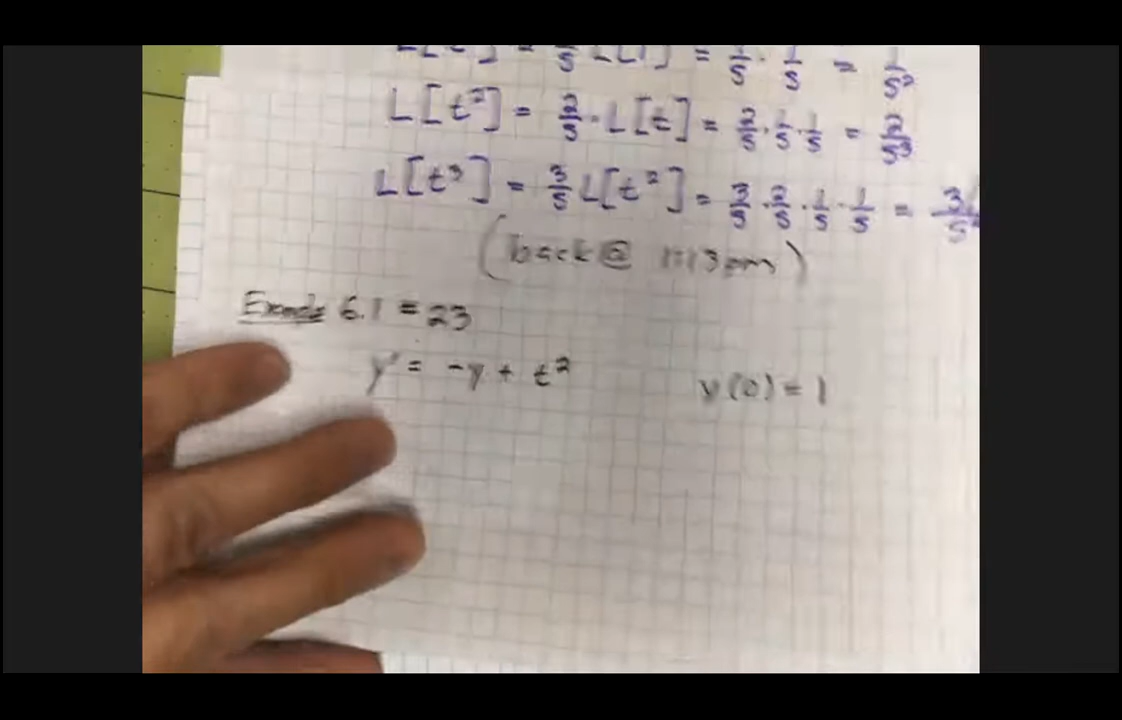 L[t²] = 2/s · L[t] = 2/s · 1/s · 1/s = 2/s³
L[t³] = 3/s L[t²] = 3/s · 2/s · 1/s · 1/s =
(back @
6.1 #23
y' = -y + t² y(0) = 1